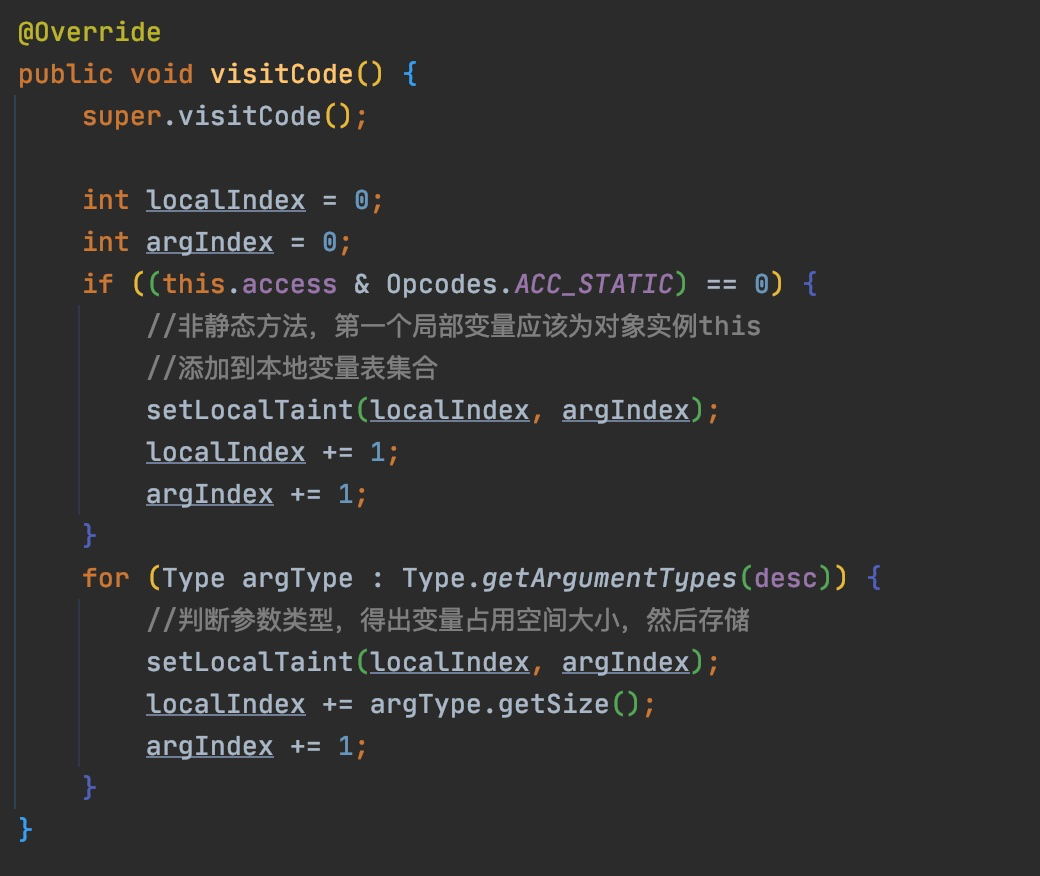 @Override
public void visitCode() {
    super.visitCode();

    int localIndex = 0;
    int argIndex = 0;
    if ((this.access & Opcodes.ACC_STATIC) == 0) {
        //非静态方法，第一个局部变量应该为对象实例this
        //添加到本地变量表集合
        setLocalTaint(localIndex, argIndex);
        localIndex += 1;
        argIndex += 1;
    }
    for (Type argType : Type.getArgumentTypes(desc)) {
        //判断参数类型，得出变量占用空间大小，然后存储
        setLocalTaint(localIndex, argIndex);
        localIndex += argType.getSize();
        argIndex += 1;
    }
}